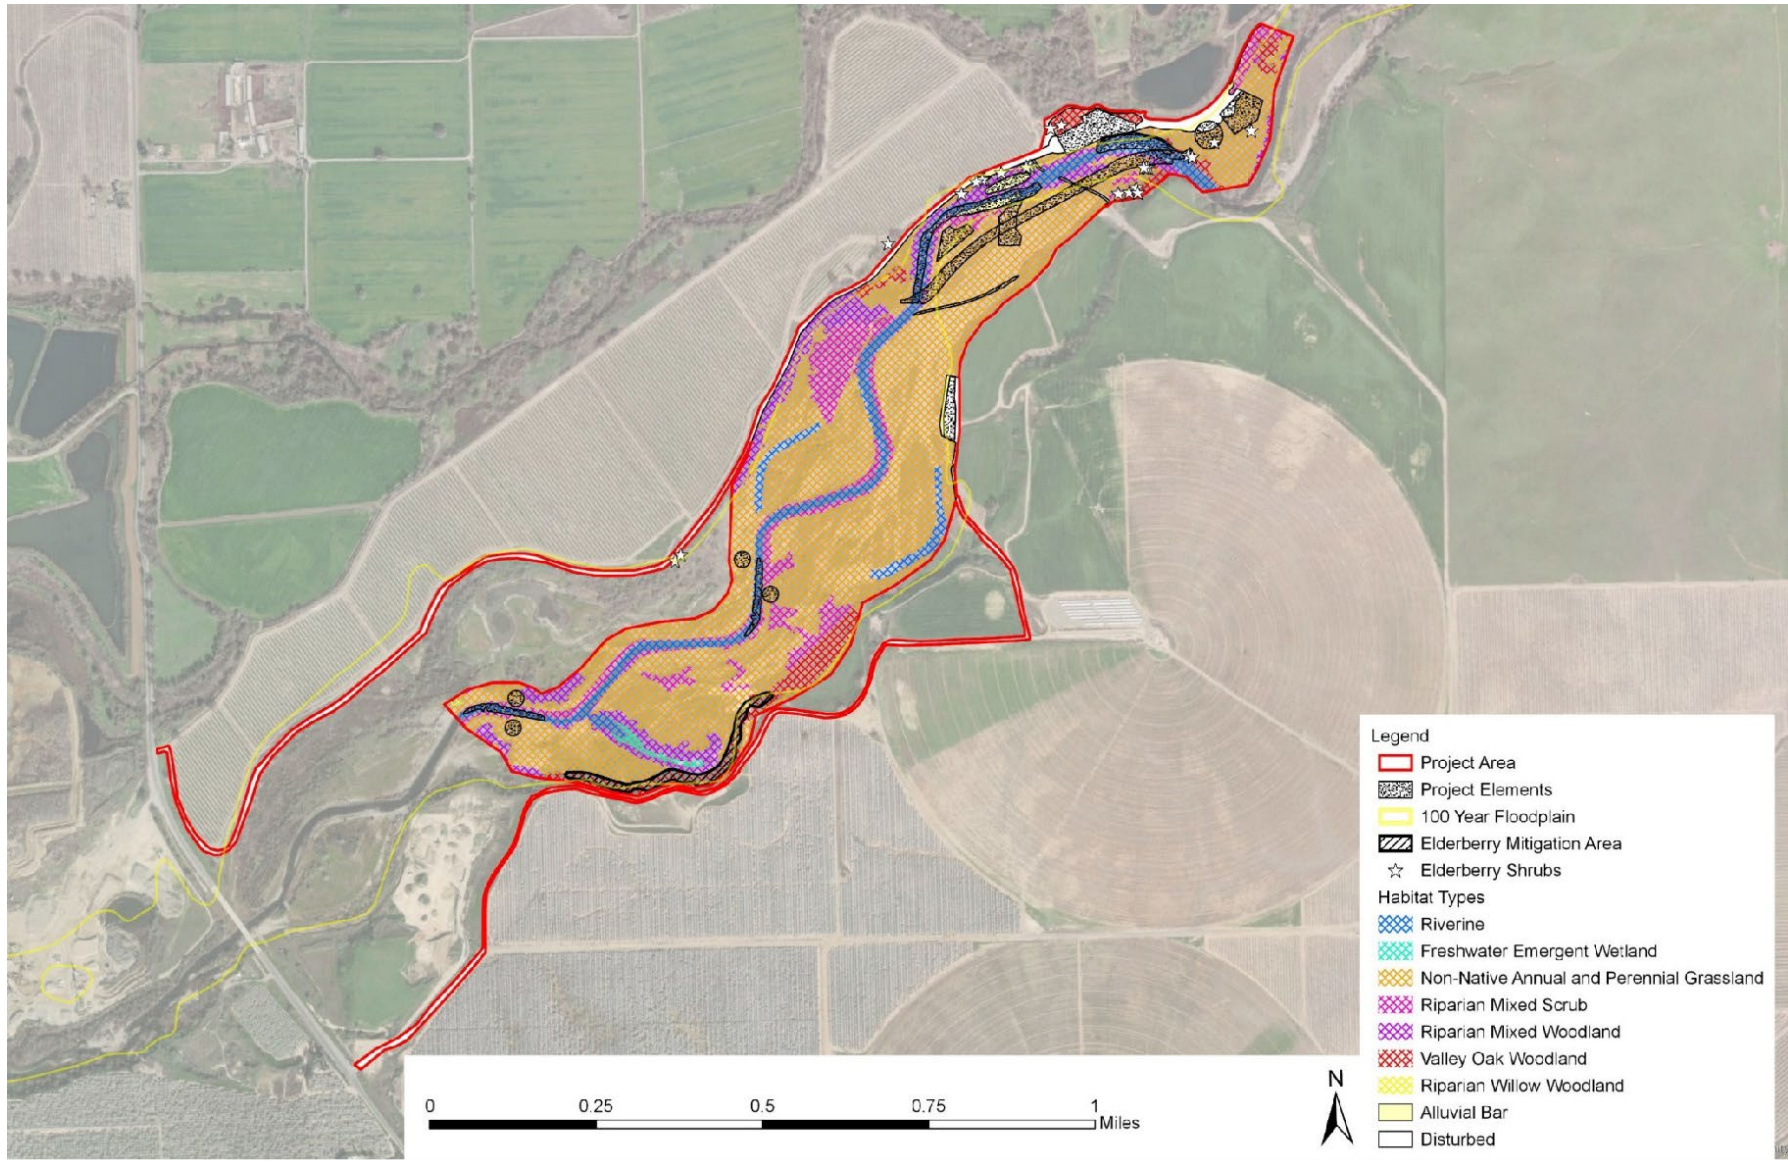 Legend
Project Area
Project Elements
100 Year Floodplain
Elderberry Mitigation Area
Elderberry Shrubs
Habitat Types
Riverine
Freshwater Emergent Wetland
Non-Native Annual and Perennial Grassland
Riparian Mixed Scrub
Riparian Mixed Woodland
Valley Oak Woodland
Riparian Willow Woodland
Alluvial Bar
Disturbed
N
0 0.25 0.5 0.75 1
Miles